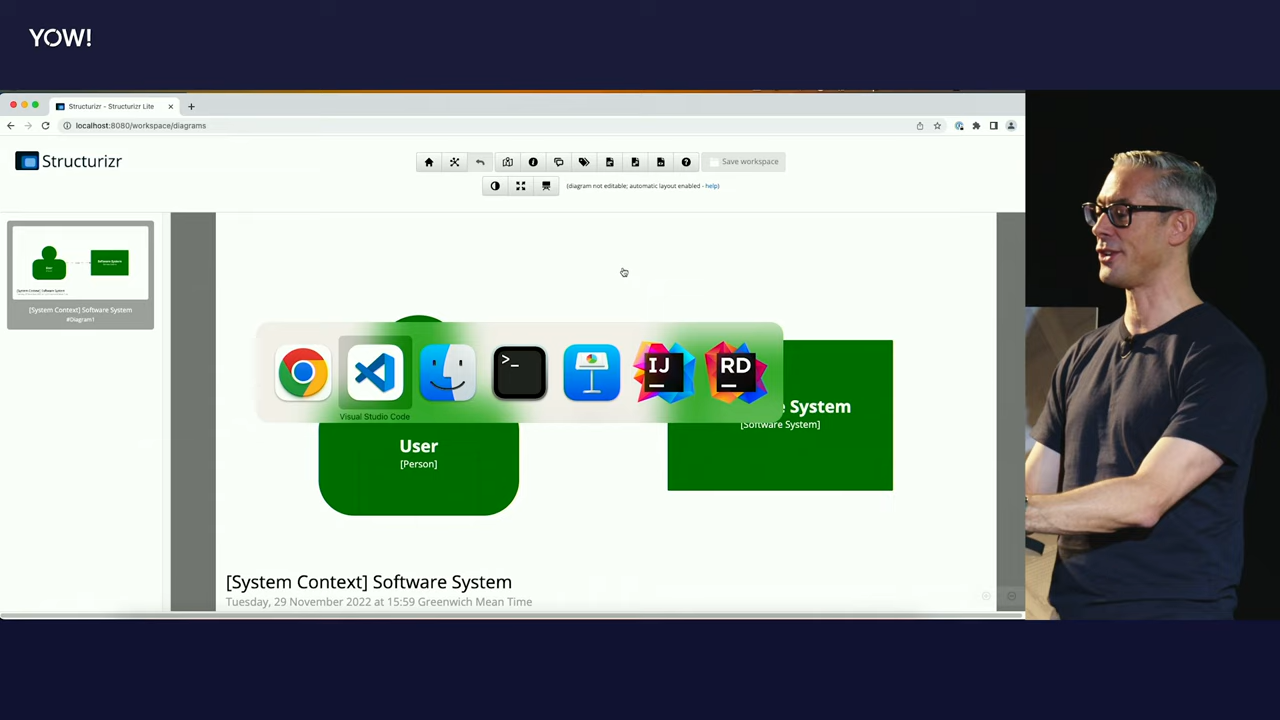 YOW!
Structurizr - Structurizr Lite
localhost:8080/workspace/diagrams
Structurizr
Save workspace
(diagram not editable; automatic layout enabled - help)
[System Context] Software System
#Diagram1
>_
IJ
RD
Visual Studio Code
System
[Software System]
User
[Person]
[System Context] Software System
Tuesday, 29 November 2022 at 15:59 Greenwich Mean Time